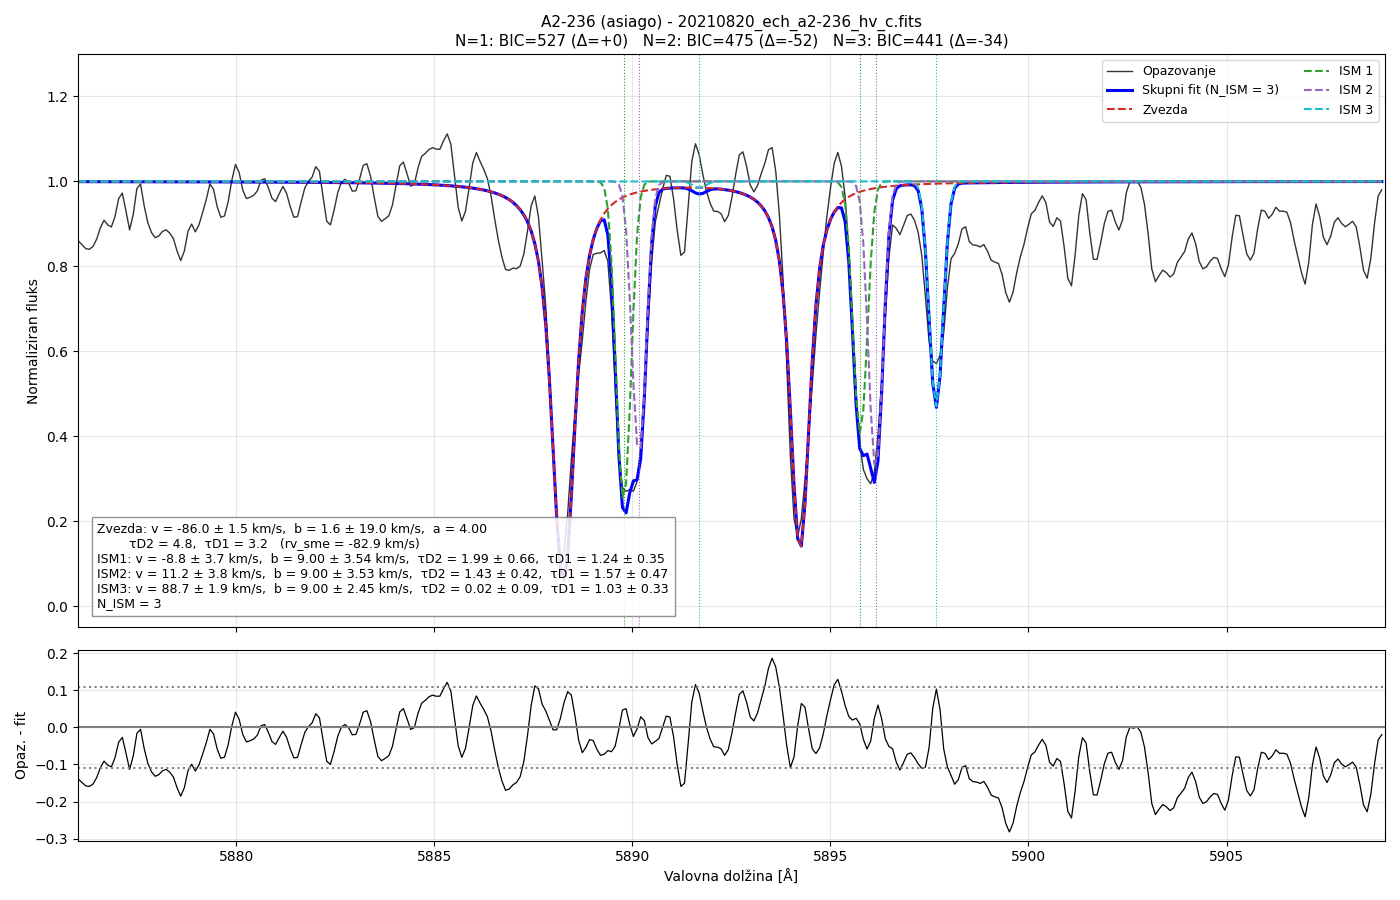 A2-236 (asiago) - 20210820_ech_a2-236_hv_c.fits
N=1: BIC=527 (Δ=+0)   N=2: BIC=475 (Δ=-52)   N=3: BIC=441 (Δ=-34)
Opazovanje
Skupni fit (N_ISM = 3)
Zvezda
ISM 1
ISM 2
ISM 3
Normaliziran fluks
1.2
1.0
0.8
0.6
0.4
0.2
0.0
Zvezda: v = -86.0 ± 1.5 km/s,  b = 1.6 ± 19.0 km/s,  a = 4.00
τD2 = 4.8,  τD1 = 3.2   (rv_sme = -82.9 km/s)
ISM1: v = -8.8 ± 3.7 km/s,  b = 9.00 ± 3.54 km/s,  τD2 = 1.99 ± 0.66,  τD1 = 1.24 ± 0.35
ISM2: v = 11.2 ± 3.8 km/s,  b = 9.00 ± 3.53 km/s,  τD2 = 1.43 ± 0.42,  τD1 = 1.57 ± 0.47
ISM3: v = 88.7 ± 1.9 km/s,  b = 9.00 ± 2.45 km/s,  τD2 = 0.02 ± 0.09,  τD1 = 1.03 ± 0.33
N_ISM = 3
Opaz. - fit
0.2
0.1
0.0
−0.1
−0.2
−0.3
5880
5885
5890
5895
5900
5905
Valovna dolžina [Å]